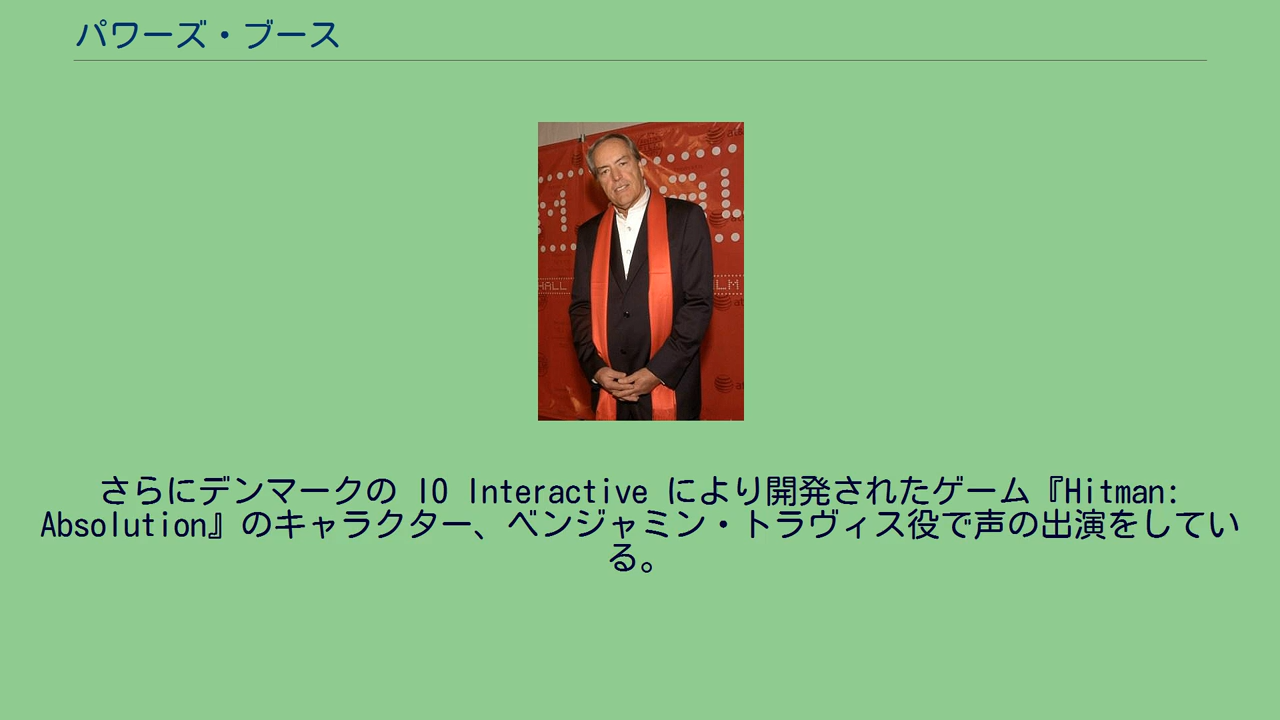 パワーズ・ブース
HALL
さらにデンマークの IO Interactive により開発されたゲーム『Hitman:
Absolution』のキャラクター、ベンジャミン・トラヴィス役で声の出演をしてい
る。